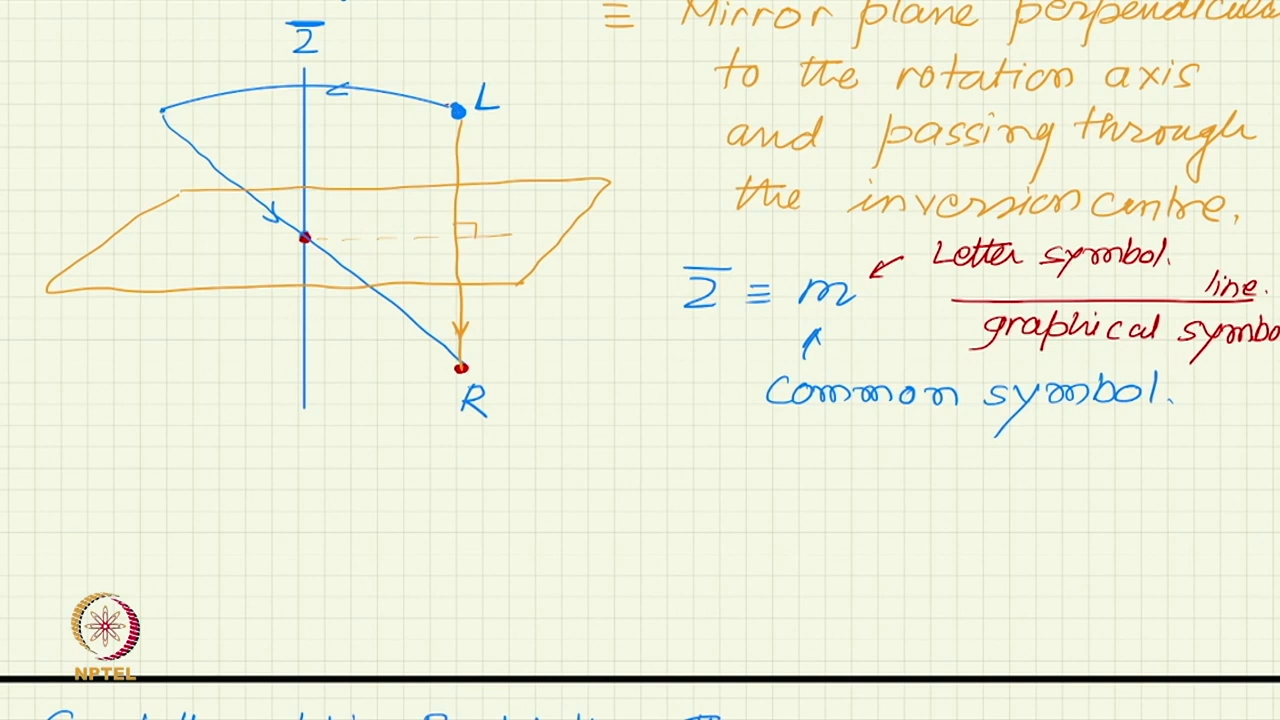 2̅
L
R
≡ Mirror plane perpendicula
to the rotation axis
and passing through
the inversion centre.
2̅ ≡ m
Letter symbol.
line.
graphical symbo
Common symbol.
NPTEL